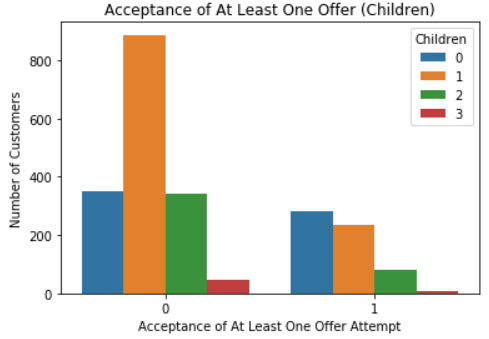 Acceptance of At Least One Offer (Children)
Children
0
1
2
3
Number of Customers
800
600
400
200
0
0 1
Acceptance of At Least One Offer Attempt